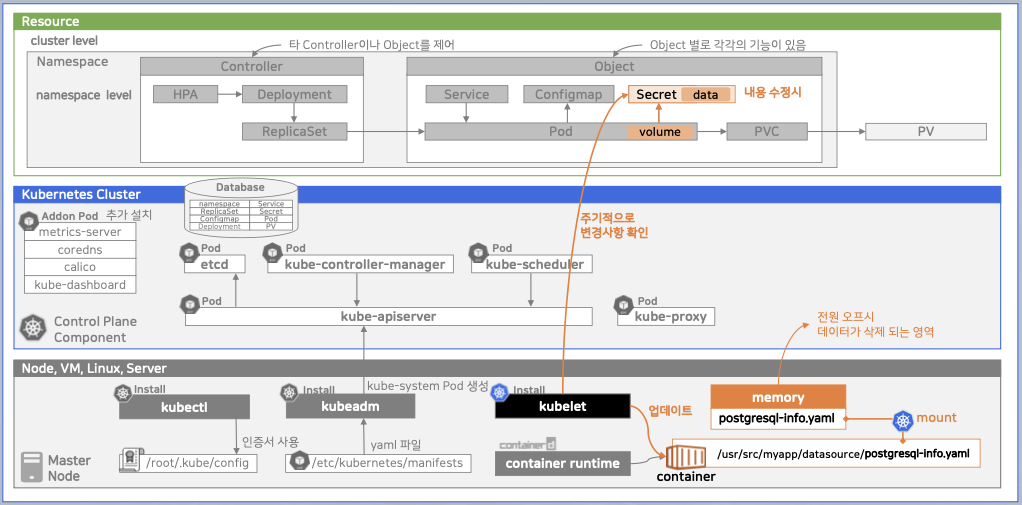 Resource
cluster level
타 Controller이나 Object를 제어
Object 별로 각각의 기능이 있음
Namespace
Controller
Object
namespace level
HPA
Deployment
Service
Configmap
Secret
data
내용 수정시
ReplicaSet
Pod
volume
PVC
PV
Kubernetes Cluster
Database
namespace
Service
ReplicaSet
Secret
Configmap
Pod
Deployment
PV
Addon Pod 추가 설치
metrics-server
coredns
calico
kube-dashboard
주기적으로
변경사항 확인
Pod
etcd
Pod
kube-controller-manager
Pod
kube-scheduler
Pod
kube-apiserver
Pod
kube-proxy
Control Plane
Component
전원 오프시
데이터가 삭제 되는 영역
Node, VM, Linux, Server
Install
kubectl
Install
kubeadm
kube-system Pod 생성
Install
kubelet
업데이트
memory
postgresql-info.yaml
mount
인증서 사용
yaml 파일
containerd
Master
Node
/root/.kube/config
/etc/kubernetes/manifests
container runtime
container
/usr/src/myapp/datasource/postgresql-info.yaml